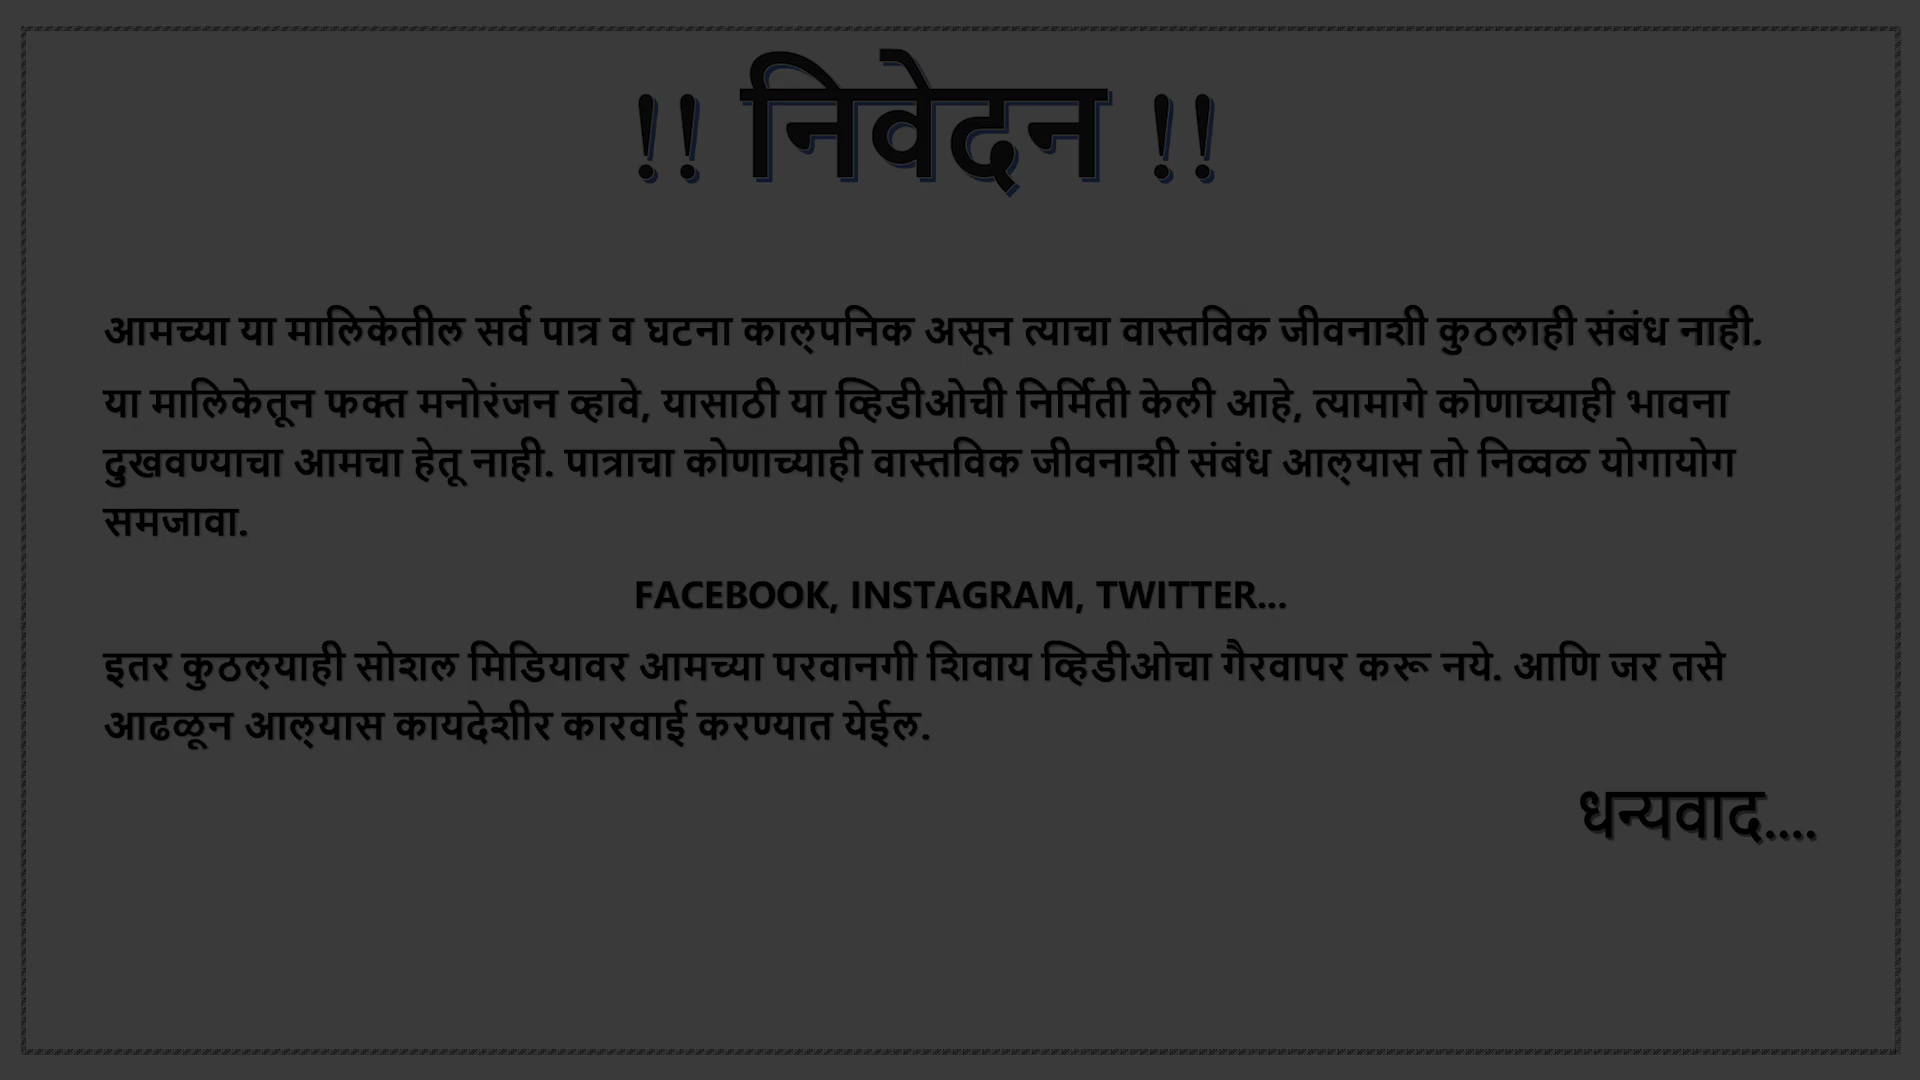 !! निवेदन !!
आमच्या या मालिकेतील सर्व पात्र व घटना काल्पनिक असून त्याचा वास्तविक जीवनाशी कुठलाही संबंध नाही.
या मालिकेतून फक्त मनोरंजन व्हावे, यासाठी या व्हिडीओची निर्मिती केली आहे, त्यामागे कोणाच्याही भावना
दुखवण्याचा आमचा हेतू नाही. पात्राचा कोणाच्याही वास्तविक जीवनाशी संबंध आल्यास तो निव्वळ योगायोग
समजावा.
FACEBOOK, INSTAGRAM, TWITTER...
इतर कुठल्याही सोशल मिडियावर आमच्या परवानगी शिवाय व्हिडीओचा गैरवापर करू नये. आणि जर तसे
आढळून आल्यास कायदेशीर कारवाई करण्यात येईल.
धन्यवाद....